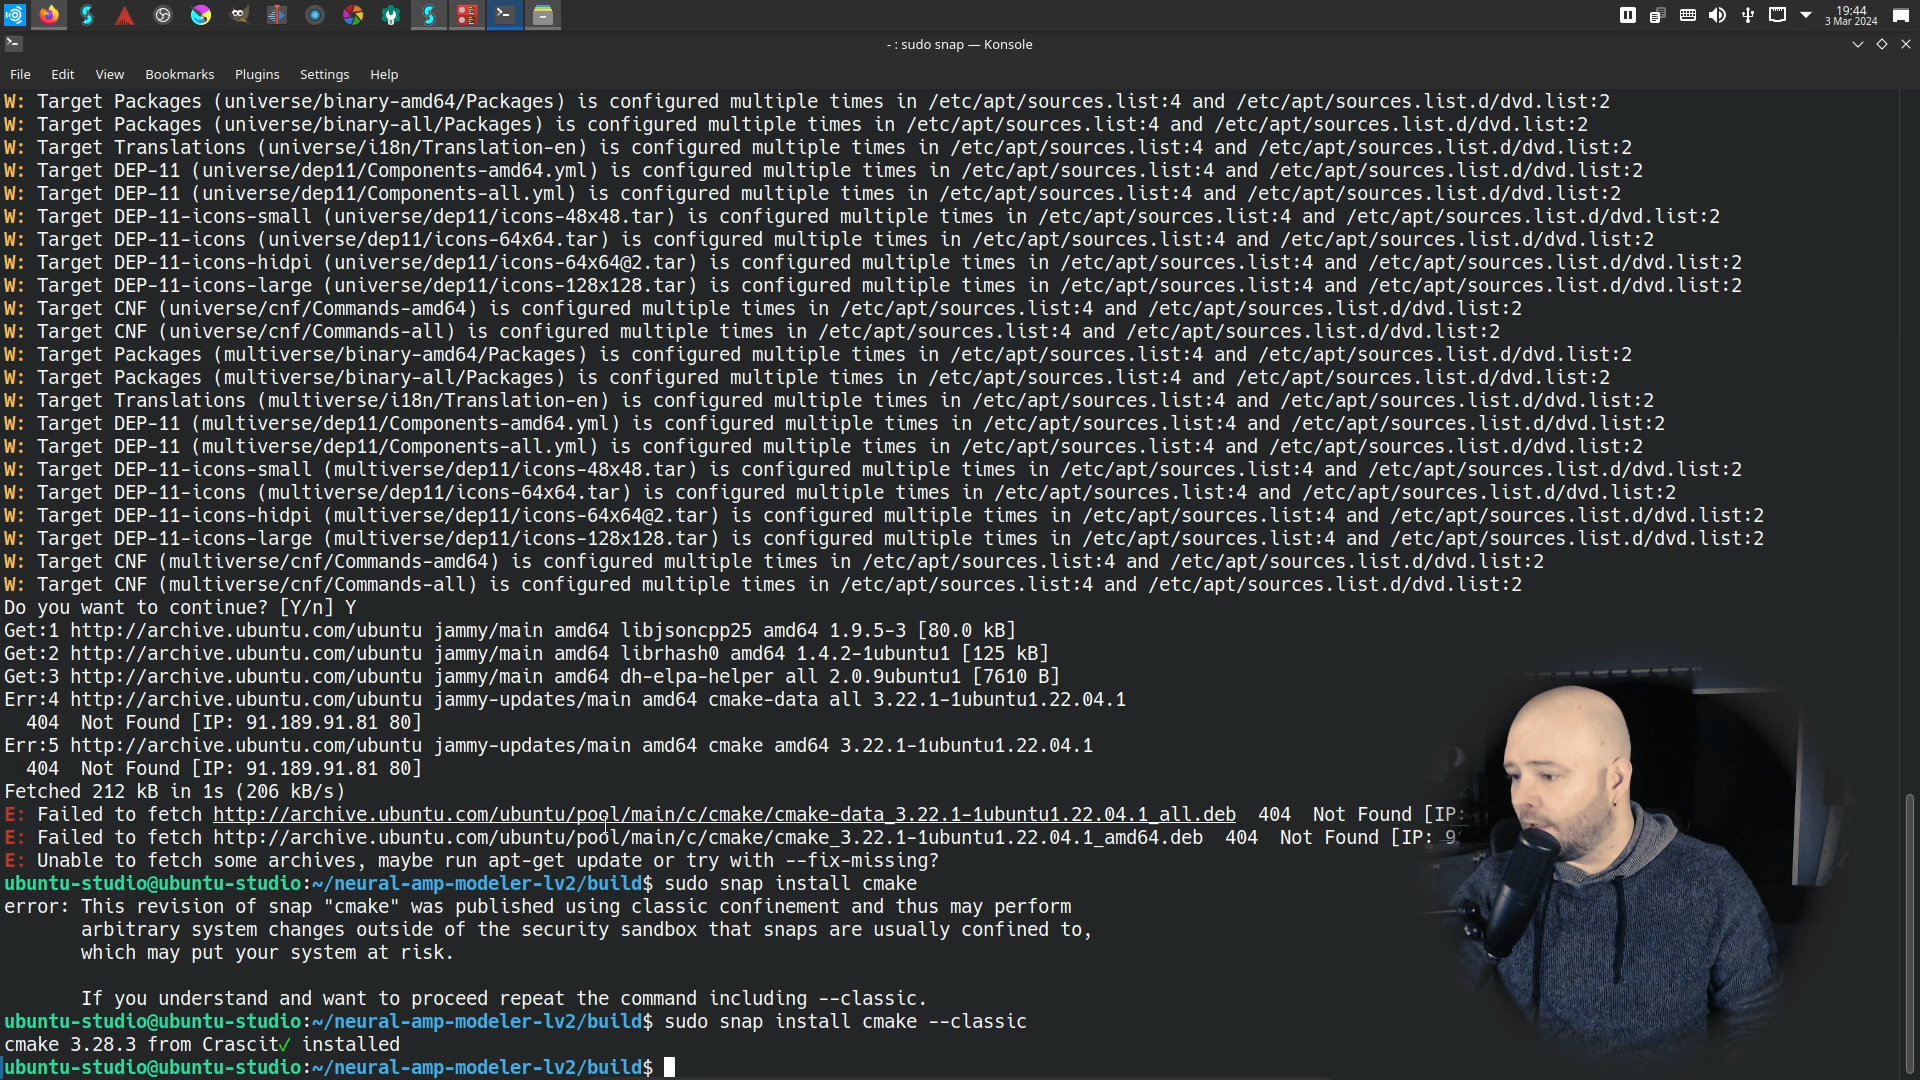 19:44
3 Mar 2024
- : sudo snap — Konsole
File Edit View Bookmarks Plugins Settings Help
W: Target Packages (universe/binary-amd64/Packages) is configured multiple times in /etc/apt/sources.list:4 and /etc/apt/sources.list.d/dvd.list:2
W: Target Packages (universe/binary-all/Packages) is configured multiple times in /etc/apt/sources.list:4 and /etc/apt/sources.list.d/dvd.list:2
W: Target Translations (universe/i18n/Translation-en) is configured multiple times in /etc/apt/sources.list:4 and /etc/apt/sources.list.d/dvd.list:2
W: Target DEP-11 (universe/dep11/Components-amd64.yml) is configured multiple times in /etc/apt/sources.list:4 and /etc/apt/sources.list.d/dvd.list:2
W: Target DEP-11 (universe/dep11/Components-all.yml) is configured multiple times in /etc/apt/sources.list:4 and /etc/apt/sources.list.d/dvd.list:2
W: Target DEP-11-icons-small (universe/dep11/icons-48x48.tar) is configured multiple times in /etc/apt/sources.list:4 and /etc/apt/sources.list.d/dvd.list:2
W: Target DEP-11-icons (universe/dep11/icons-64x64.tar) is configured multiple times in /etc/apt/sources.list:4 and /etc/apt/sources.list.d/dvd.list:2
W: Target DEP-11-icons-hidpi (universe/dep11/icons-64x64@2.tar) is configured multiple times in /etc/apt/sources.list:4 and /etc/apt/sources.list.d/dvd.list:2
W: Target DEP-11-icons-large (universe/dep11/icons-128x128.tar) is configured multiple times in /etc/apt/sources.list:4 and /etc/apt/sources.list.d/dvd.list:2
W: Target CNF (universe/cnf/Commands-amd64) is configured multiple times in /etc/apt/sources.list:4 and /etc/apt/sources.list.d/dvd.list:2
W: Target CNF (universe/cnf/Commands-all) is configured multiple times in /etc/apt/sources.list:4 and /etc/apt/sources.list.d/dvd.list:2
W: Target Packages (multiverse/binary-amd64/Packages) is configured multiple times in /etc/apt/sources.list:4 and /etc/apt/sources.list.d/dvd.list:2
W: Target Packages (multiverse/binary-all/Packages) is configured multiple times in /etc/apt/sources.list:4 and /etc/apt/sources.list.d/dvd.list:2
W: Target Translations (multiverse/i18n/Translation-en) is configured multiple times in /etc/apt/sources.list:4 and /etc/apt/sources.list.d/dvd.list:2
W: Target DEP-11 (multiverse/dep11/Components-amd64.yml) is configured multiple times in /etc/apt/sources.list:4 and /etc/apt/sources.list.d/dvd.list:2
W: Target DEP-11 (multiverse/dep11/Components-all.yml) is configured multiple times in /etc/apt/sources.list:4 and /etc/apt/sources.list.d/dvd.list:2
W: Target DEP-11-icons-small (multiverse/dep11/icons-48x48.tar) is configured multiple times in /etc/apt/sources.list:4 and /etc/apt/sources.list.d/dvd.list:2
W: Target DEP-11-icons (multiverse/dep11/icons-64x64.tar) is configured multiple times in /etc/apt/sources.list:4 and /etc/apt/sources.list.d/dvd.list:2
W: Target DEP-11-icons-hidpi (multiverse/dep11/icons-64x64@2.tar) is configured multiple times in /etc/apt/sources.list:4 and /etc/apt/sources.list.d/dvd.list:2
W: Target DEP-11-icons-large (multiverse/dep11/icons-128x128.tar) is configured multiple times in /etc/apt/sources.list:4 and /etc/apt/sources.list.d/dvd.list:2
W: Target CNF (multiverse/cnf/Commands-amd64) is configured multiple times in /etc/apt/sources.list:4 and /etc/apt/sources.list.d/dvd.list:2
W: Target CNF (multiverse/cnf/Commands-all) is configured multiple times in /etc/apt/sources.list:4 and /etc/apt/sources.list.d/dvd.list:2
Do you want to continue? [Y/n] Y
Get:1 http://archive.ubuntu.com/ubuntu jammy/main amd64 libjsoncpp25 amd64 1.9.5-3 [80.0 kB]
Get:2 http://archive.ubuntu.com/ubuntu jammy/main amd64 librhash0 amd64 1.4.2-1ubuntu1 [125 kB]
Get:3 http://archive.ubuntu.com/ubuntu jammy/main amd64 dh-elpa-helper all 2.0.9ubuntu1 [7610 B]
Err:4 http://archive.ubuntu.com/ubuntu jammy-updates/main amd64 cmake-data all 3.22.1-1ubuntu1.22.04.1
404 Not Found [IP: 91.189.91.81 80]
Err:5 http://archive.ubuntu.com/ubuntu jammy-updates/main amd64 cmake amd64 3.22.1-1ubuntu1.22.04.1
404 Not Found [IP: 91.189.91.81 80]
Fetched 212 kB in 1s (206 kB/s)
E: Failed to fetch http://archive.ubuntu.com/ubuntu/pool/main/c/cmake/cmake-data_3.22.1-1ubuntu1.22.04.1_all.deb 404 Not Found [IP:
E: Failed to fetch http://archive.ubuntu.com/ubuntu/pool/main/c/cmake/cmake_3.22.1-1ubuntu1.22.04.1_amd64.deb 404 Not Found [IP: 9
E: Unable to fetch some archives, maybe run apt-get update or try with --fix-missing?
ubuntu-studio@ubuntu-studio:~/neural-amp-modeler-lv2/build$ sudo snap install cmake
error: This revision of snap "cmake" was published using classic confinement and thus may perform
arbitrary system changes outside of the security sandbox that snaps are usually confined to,
which may put your system at risk.
If you understand and want to proceed repeat the command including --classic.
ubuntu-studio@ubuntu-studio:~/neural-amp-modeler-lv2/build$ sudo snap install cmake --classic
cmake 3.28.3 from Crascit✓ installed
ubuntu-studio@ubuntu-studio:~/neural-amp-modeler-lv2/build$